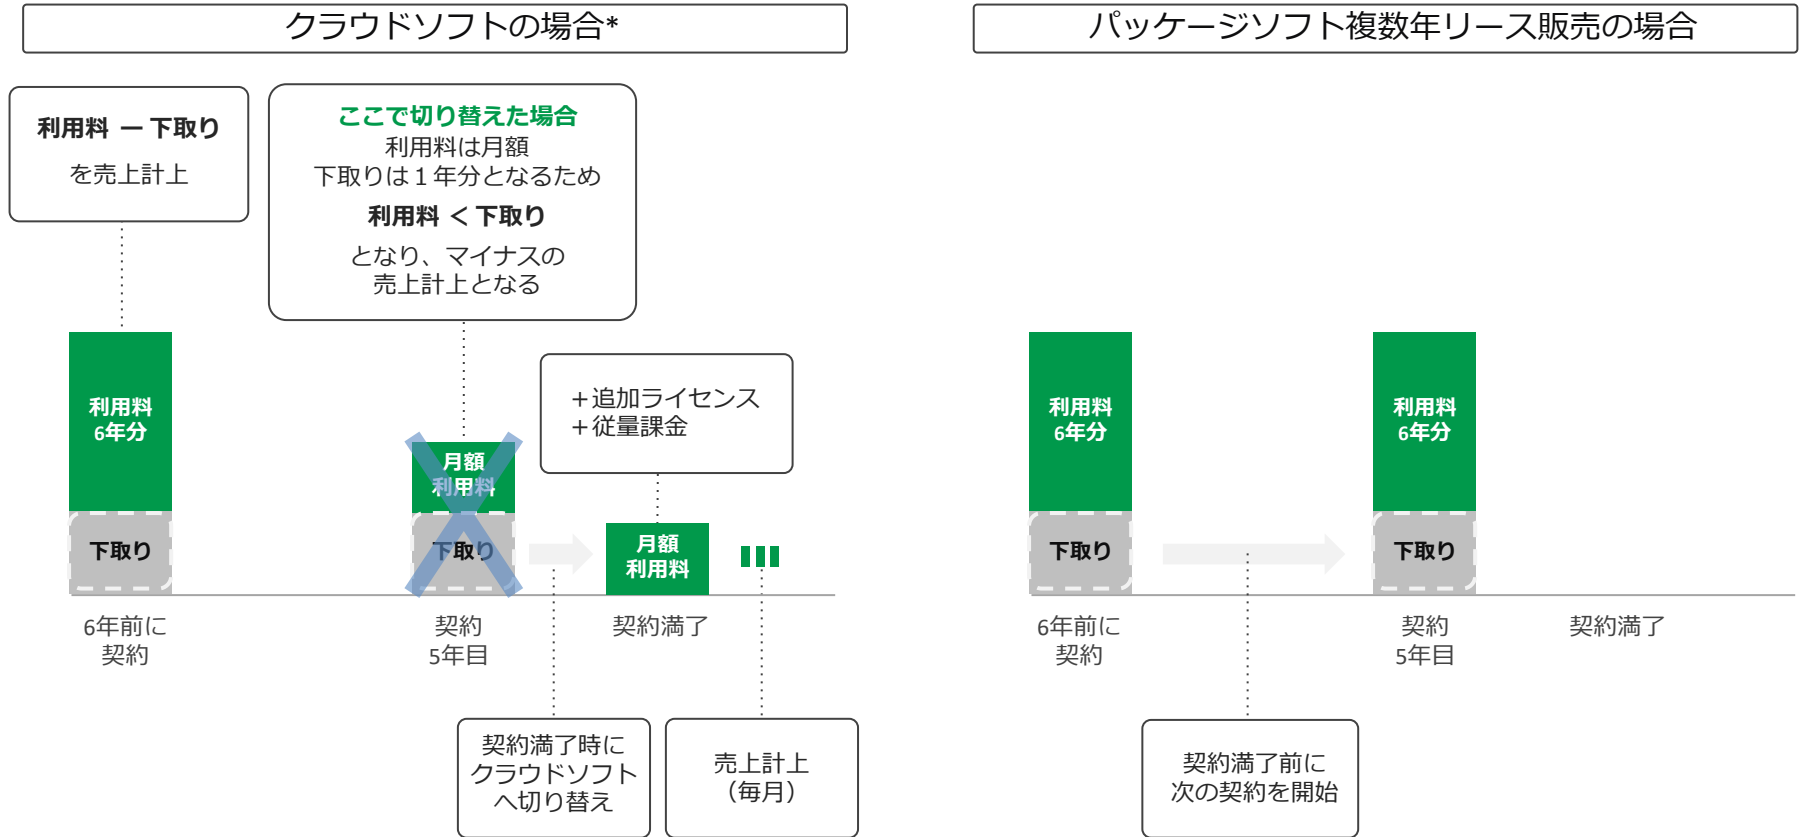 クラウドソフトの場合*
利用料 ー 下取り
を売上計上
ここで切り替えた場合
利用料は月額
下取りは１年分となるため
利用料 ＜ 下取り
となり、マイナスの
売上計上となる
＋追加ライセンス
＋従量課金
利用料
6年分
下取り
月額
利用料
下取り
月額
利用料
6年前に
契約
契約
5年目
契約満了
契約満了時に
クラウドソフト
へ切り替え
売上計上
（毎月）
パッケージソフト複数年リース販売の場合
利用料
6年分
下取り
利用料
6年分
下取り
6年前に
契約
契約
5年目
契約満了
契約満了前に
次の契約を開始